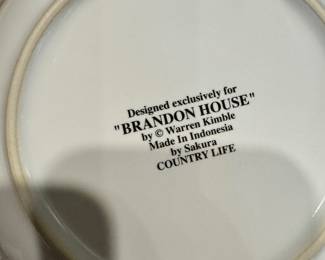 Designed exclusively for
"BRANDON HOUSE"
by © Warren Kimble
Made In Indonesia
by Sakura
COUNTRY LIFE